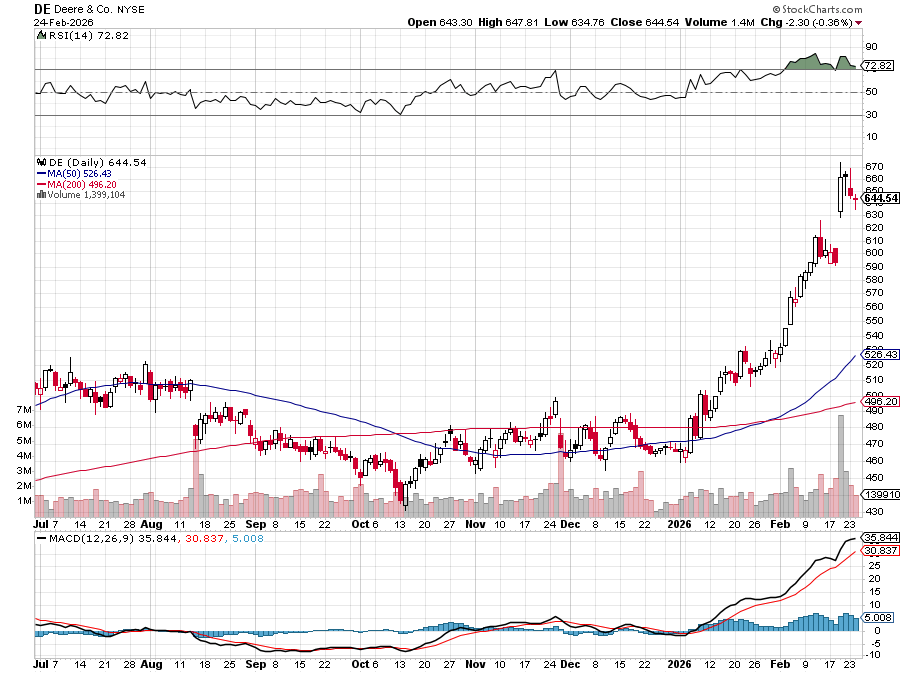 DE Deere & Co. NYSE © StockCharts.com
24-Feb-2026 Open 643.30 High 647.81 Low 634.76 Close 644.54 Volume 1.4M Chg -2.30 (-0.36%)
RSI(14) 72.82
90
72.82
50
30
10
DE (Daily) 644.54
MA(50) 526.43
MA(200) 496.20
Volume 1,399,104
670
660
650
644.54
630
620
610
600
590
580
570
560
550
540
530
526.43
520
510
500
496.20
490
480
470
460
450
139910
430
7M
6M
5M
4M
3M
2M
1M
Jul 7 14 21 28 Aug 11 18 25 Sep 8 15 22 Oct 6 13 20 27 Nov 10 17 24 Dec 8 15 22 2026 12 20 26 Feb 9 17 23
MACD(12,26,9) 35.844, 30.837, 5.008
35.844
30.837
25
20
15
10
5.008
0
-5
-10
Jul 7 14 21 28 Aug 11 18 25 Sep 8 15 22 Oct 6 13 20 27 Nov 10 17 24 Dec 8 15 22 2026 12 20 26 Feb 9 17 23